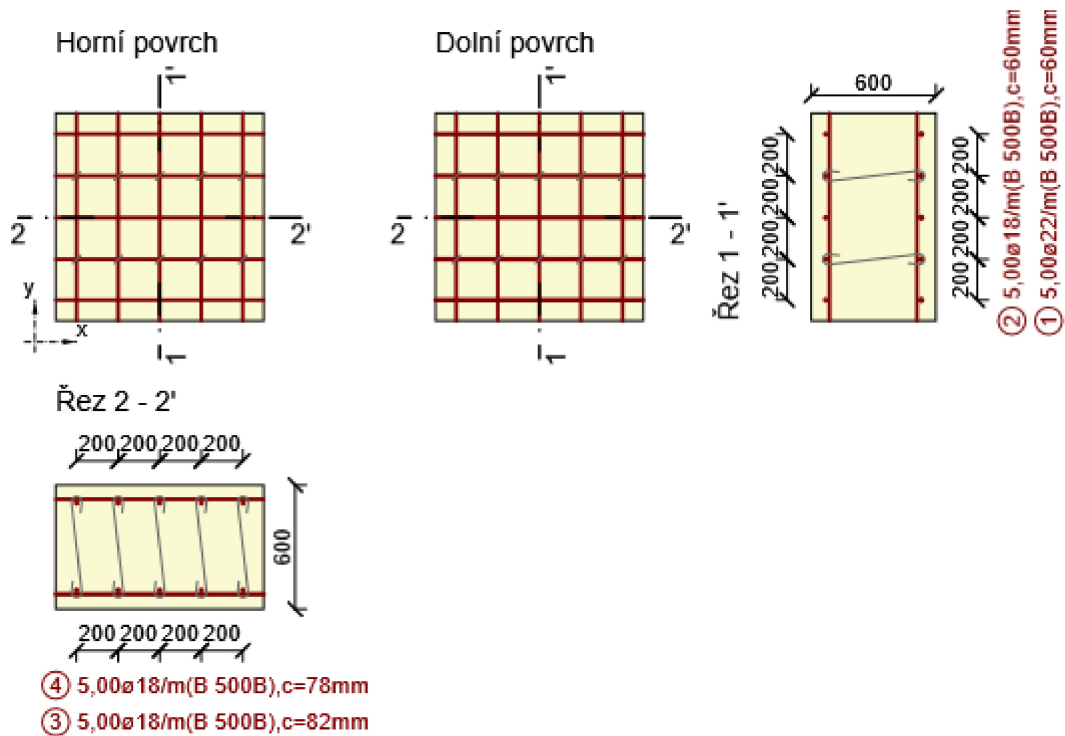 Horní povrch
1'
2
2'
y
x
1
Dolní povrch
1'
2
2'
1
600
200 200 200 200
200 200 200 200
Řez 1 - 1'
② 5,00ø18/m(B 500B),c=60mm
① 5,00ø22/m(B 500B),c=60mm
Řez 2 - 2'
200 200 200 200
600
200 200 200 200
④ 5,00ø18/m(B 500B),c=78mm
③ 5,00ø18/m(B 500B),c=82mm